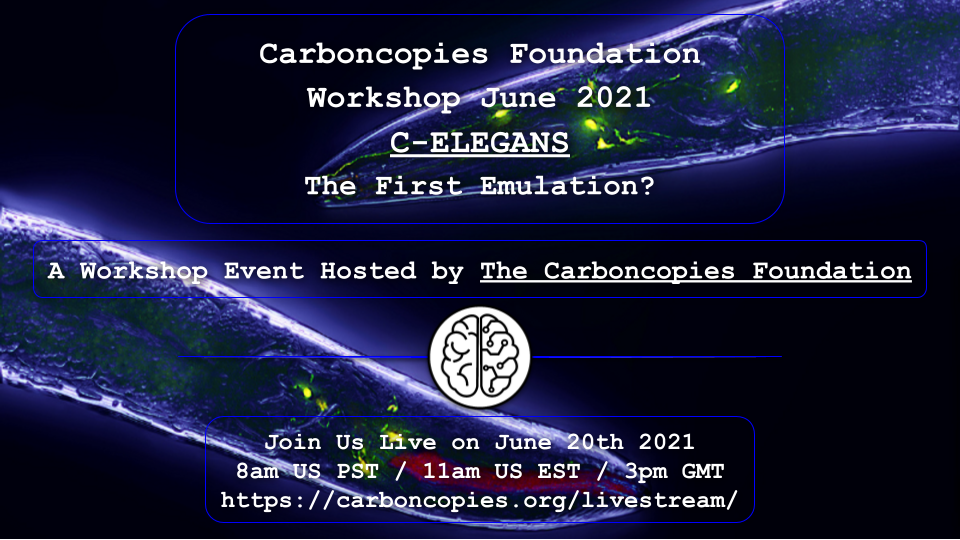 Carboncopies Foundation
Workshop June 2021
C-ELEGANS
The First Emulation?
A Workshop Event Hosted by The Carboncopies Foundation
Join Us Live on June 20th 2021
8am US PST / 11am US EST / 3pm GMT
https://carboncopies.org/livestream/